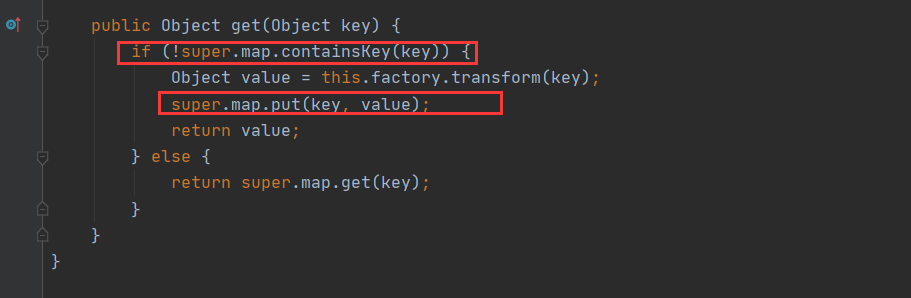 public Object get(Object key) {
if (!super.map.containsKey(key)) {
Object value = this.factory.transform(key);
super.map.put(key, value);
return value;
} else {
return super.map.get(key);
}
}
}